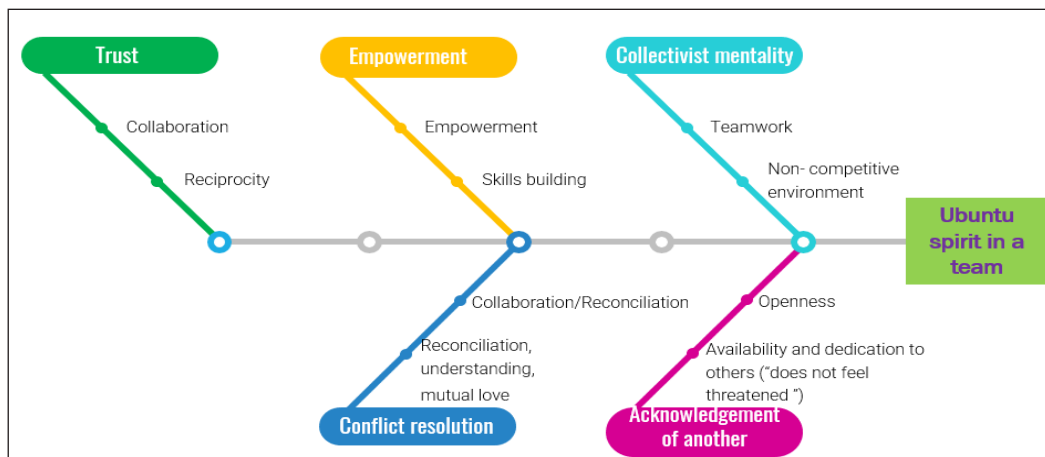 Trust
Collaboration
Reciprocity
Empowerment
Empowerment
Skills building
Collectivist mentality
Teamwork
Non- competitive
environment
Ubuntu
spirit in a
team
Collaboration/Reconciliation
Reconciliation,
understanding,
mutual love
Conflict resolution
Openness
Availability and dedication to
others (“does not feel
threatened ”)
Acknowledgement
of another